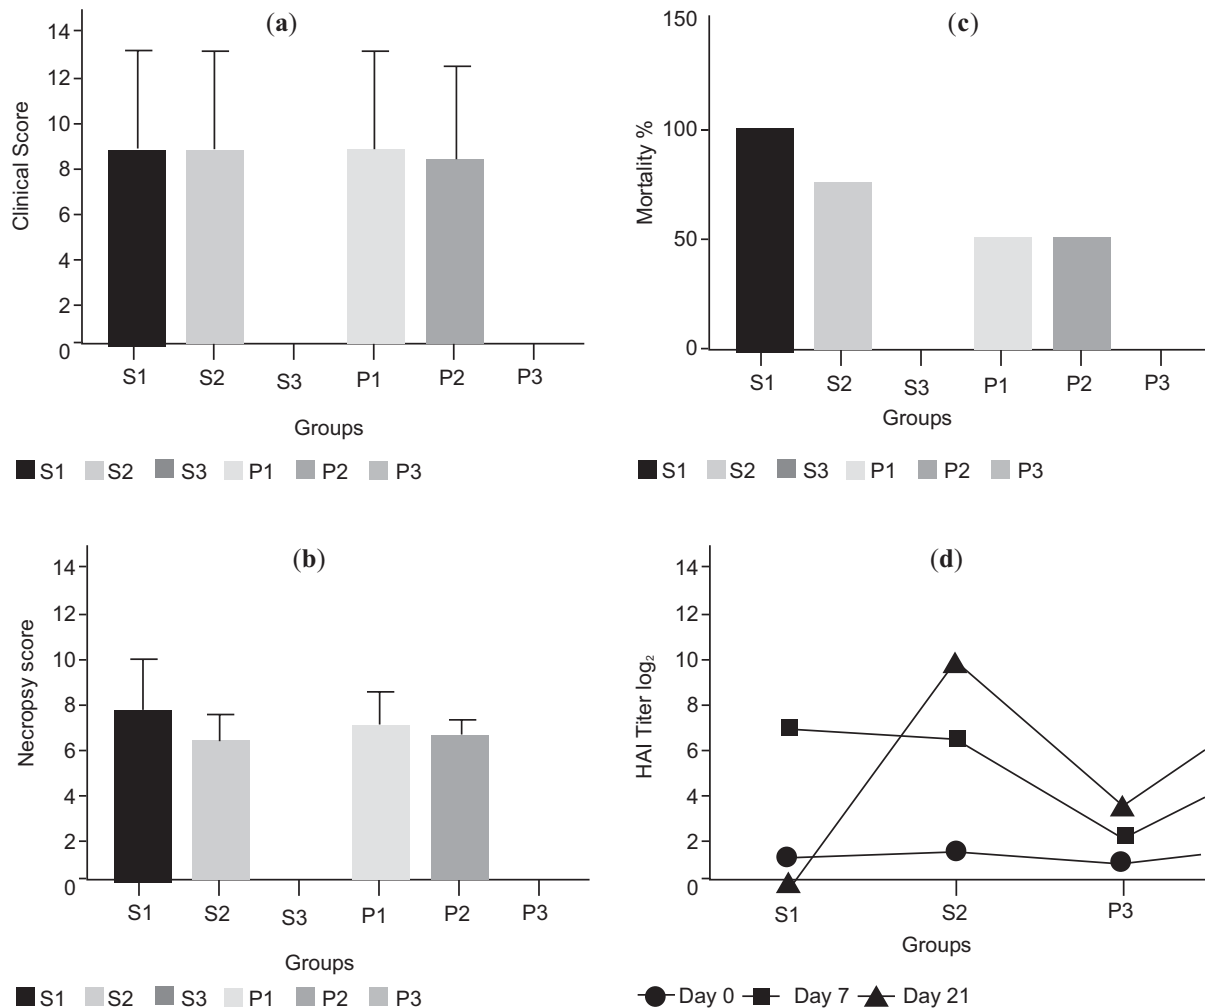 (a)
Clinical Score
14
12
10
8
6
4
2
0
S1 S2 S3 P1 P2 P3
Groups
S1 S2 S3 P1 P2 P3
(c)
Mortality %
150
100
50
0
S1 S2 S3 P1 P2 P3
Groups
S1 S2 S3 P1 P2 P3
(b)
Necropsy score
14
12
10
8
6
4
2
0
S1 S2 S3 P1 P2 P3
Groups
S1 S2 S3 P1 P2 P3
(d)
HAI Titer log₂
14
12
10
8
6
4
2
0
S1 S2 P3
Groups
Day 0 Day 7 Day 21